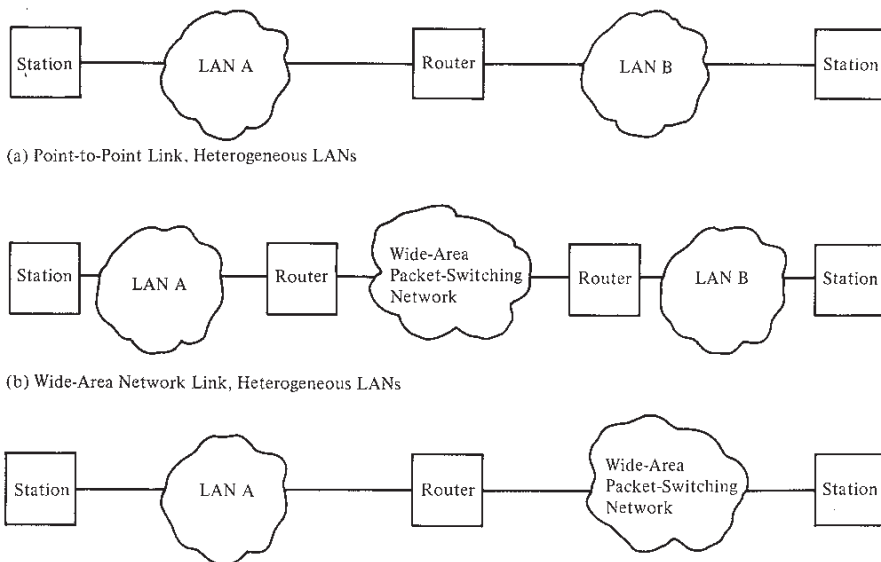 Station
LAN A
Router
LAN B
Station
(a) Point-to-Point Link, Heterogeneous LANs
Station
LAN A
Router
Wide-Area
Packet-Switching
Network
Router
LAN B
Station
(b) Wide-Area Network Link, Heterogeneous LANs
Station
LAN A
Router
Wide-Area
Packet-Switching
Network
Station